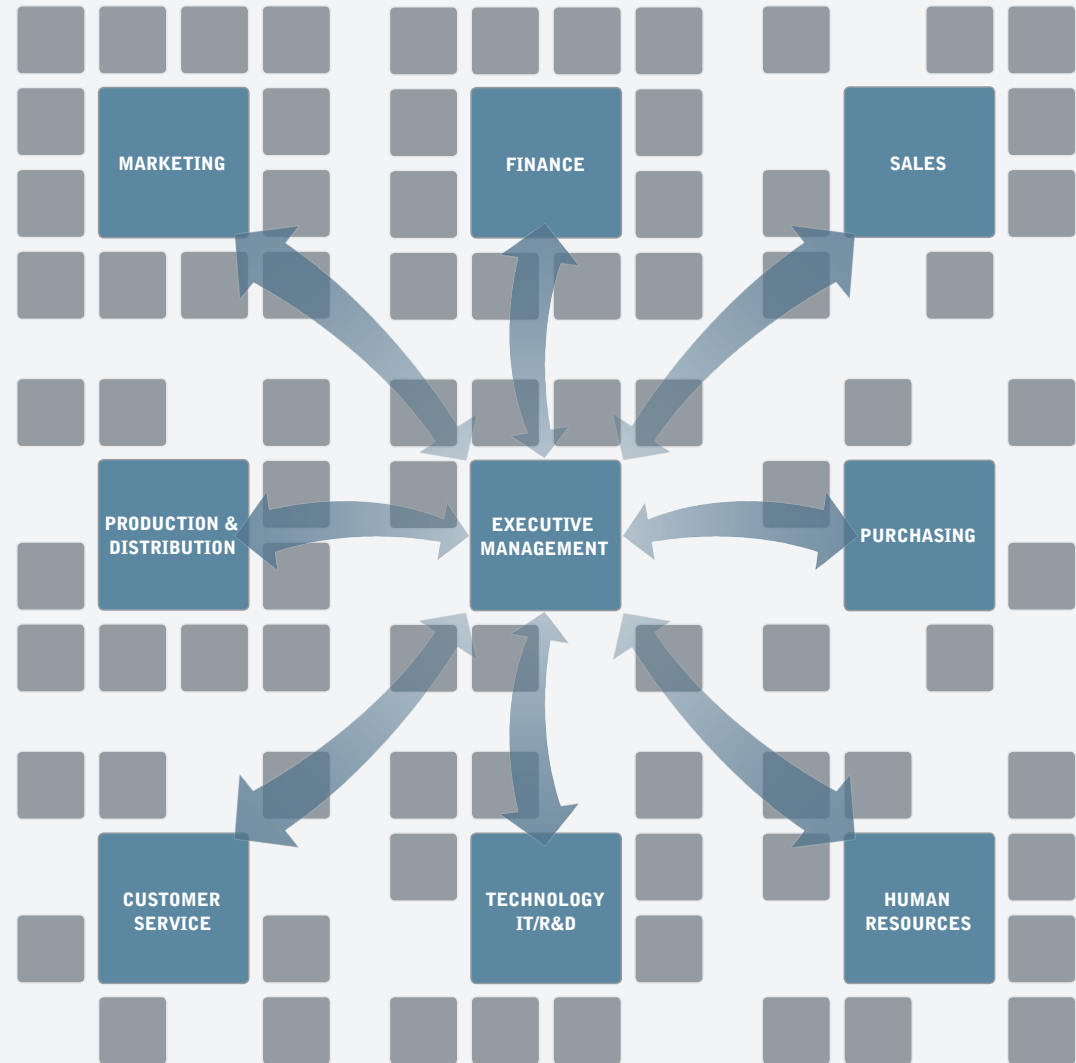 MARKETING
FINANCE
SALES
PRODUCTION &
DISTRIBUTION
EXECUTIVE
MANAGEMENT
PURCHASING
CUSTOMER
SERVICE
TECHNOLOGY
IT/R&D
HUMAN
RESOURCES